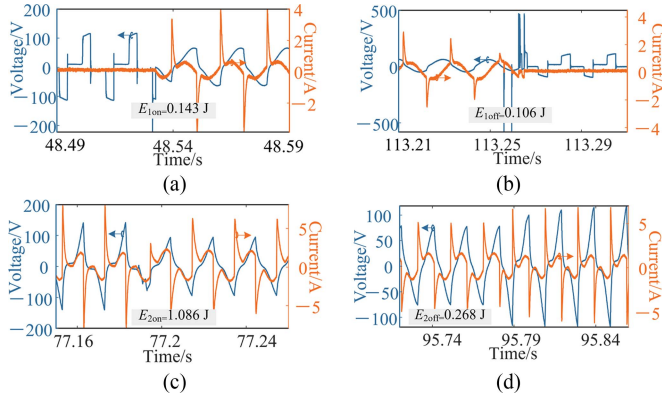 200
100
0
−100
−200
Voltage/V
4
2
0
−2
Current/A
E1on=0.143 J
48.49 48.54 48.59
Time/s
(a)
500
0
−500
Voltage/V
4
2
0
−2
4
Current/A
E1off=0.106 J
113.21 113.25 113.29
Time/s
(b)
200
100
0
−100
−200
Voltage/V
5
0
−5
Current/A
E2on=1.086 J
77.16 77.2 77.24
Time/s
(c)
100
50
0
−50
−100
Voltage/V
5
0
−5
Current/A
E2off=0.268 J
95.74 95.79 95.84
Time/s
(d)